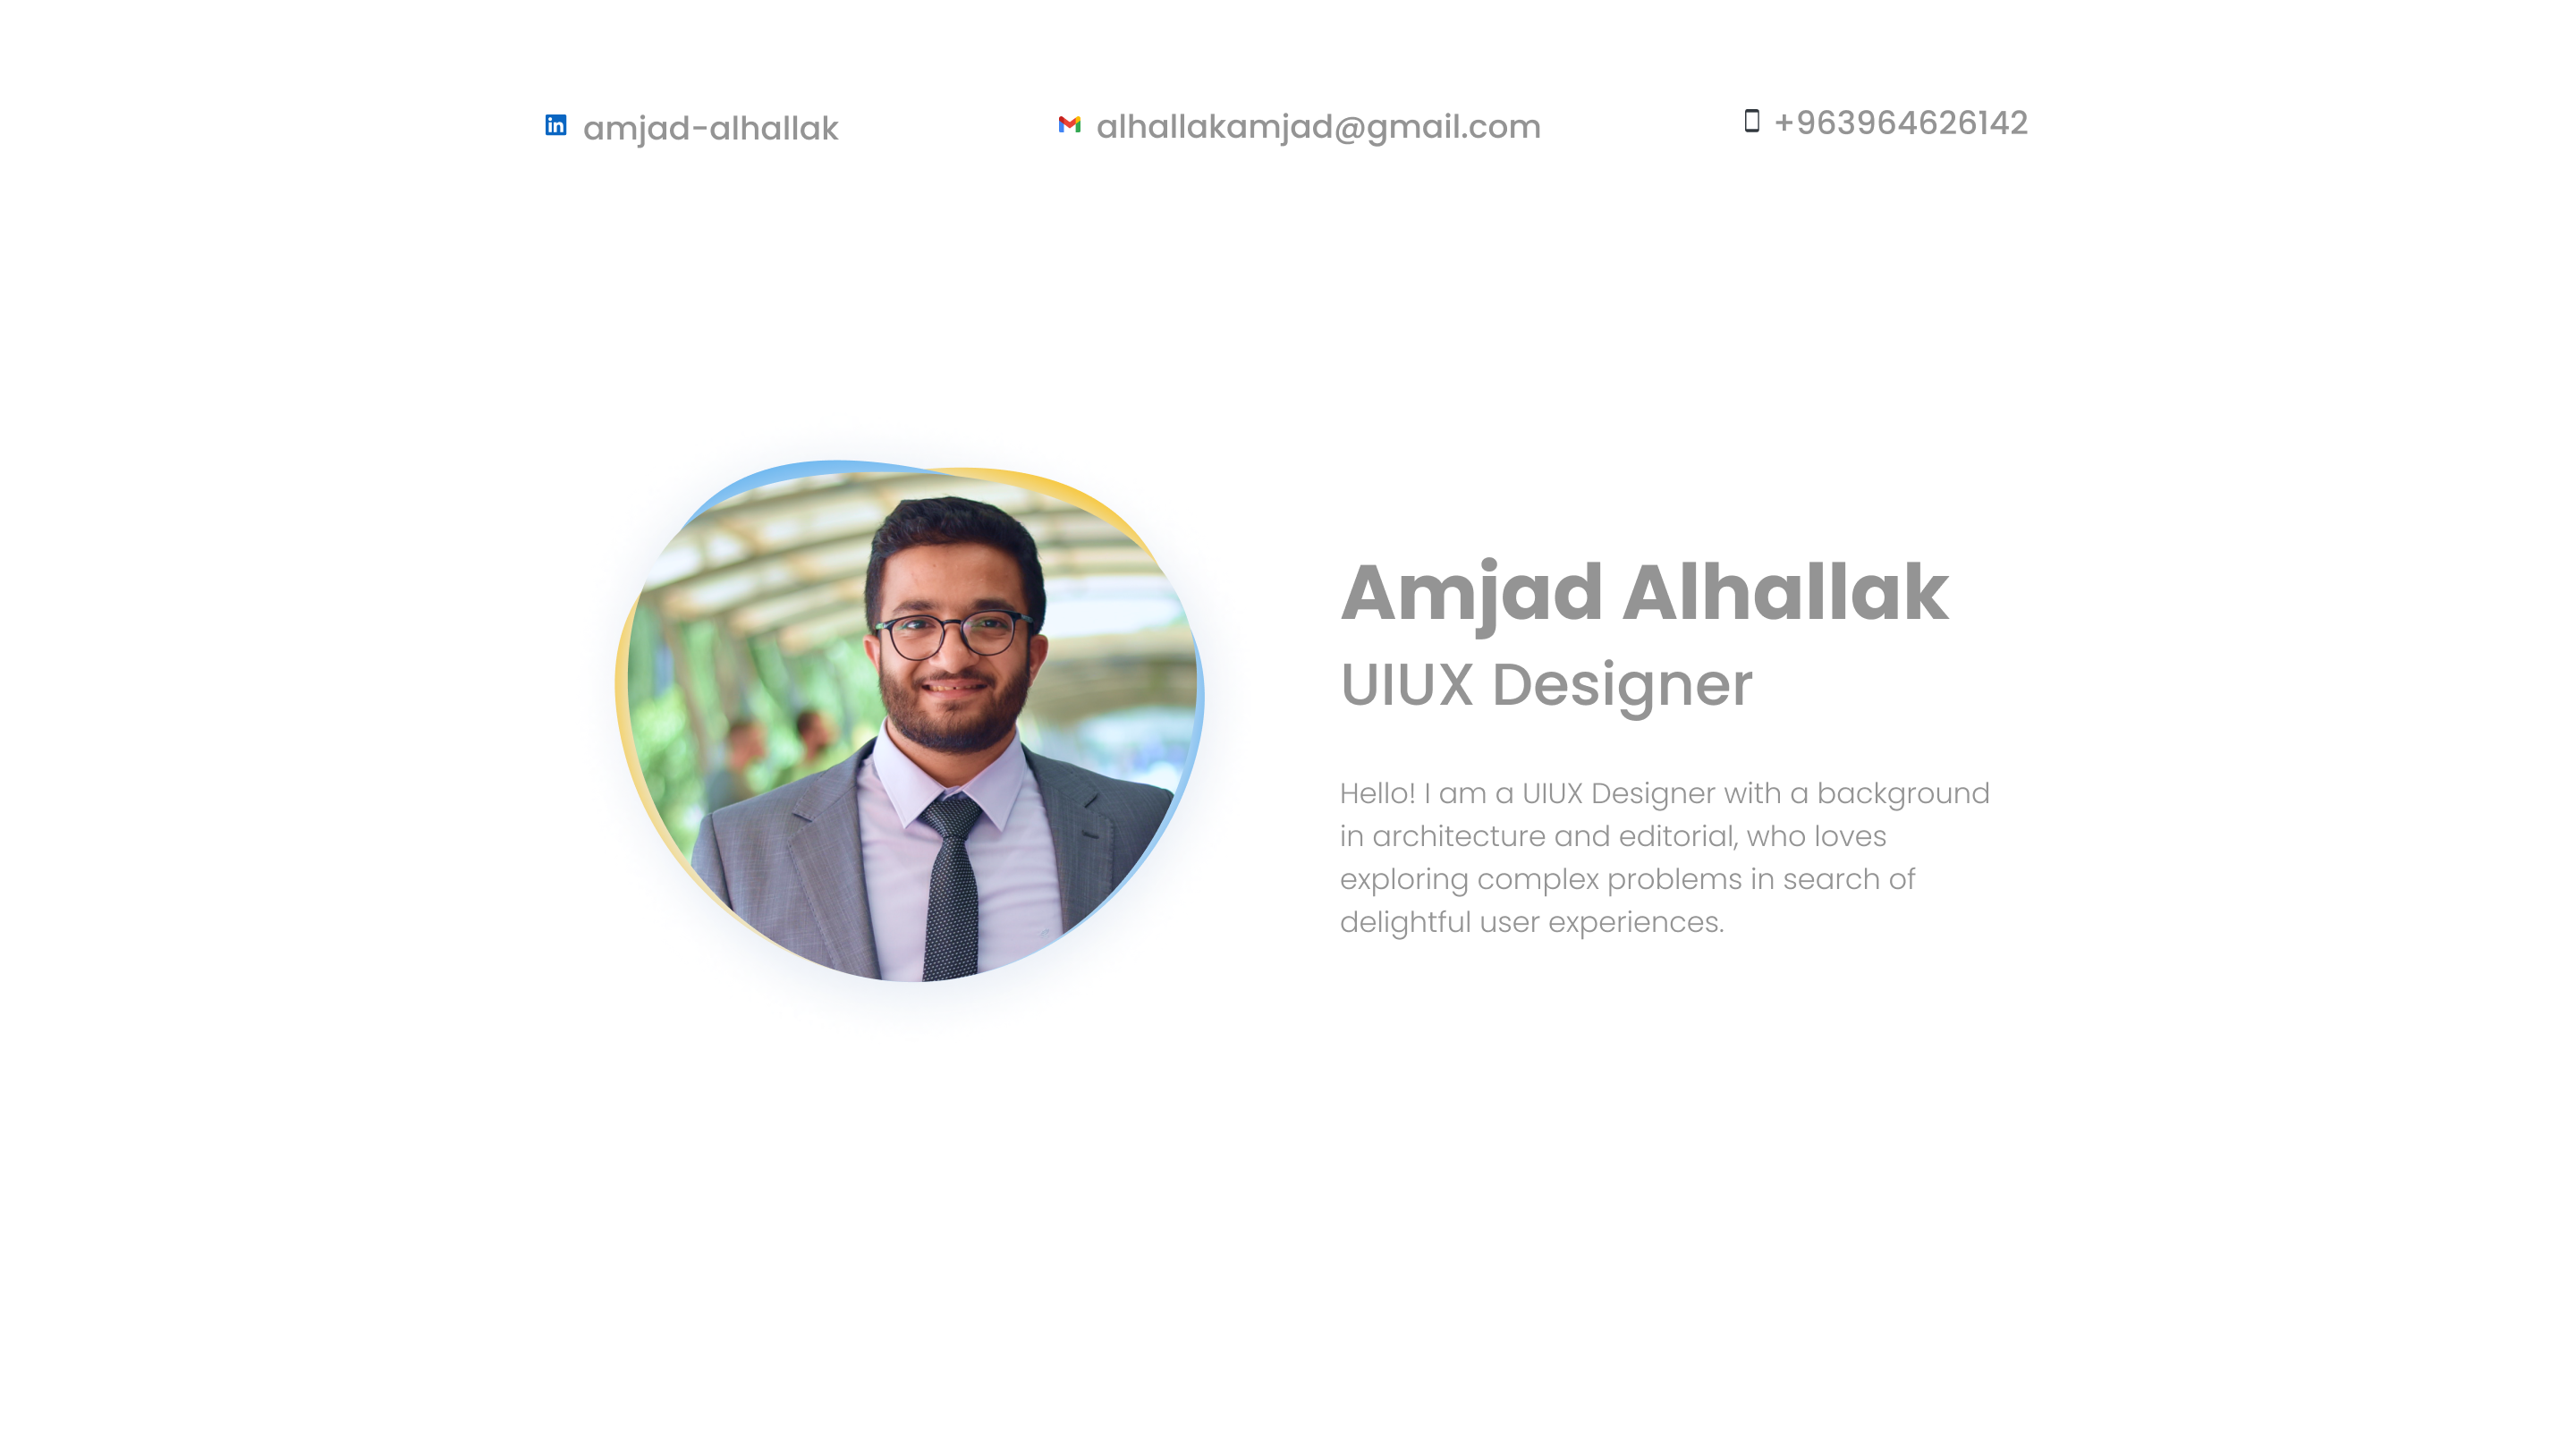 amjad-alhallak
alhallakamjad@gmail.com
+963964626142
Amjad Alhallak
UIUX Designer
Hello! I am a UIUX Designer with a background
in architecture and editorial, who loves
exploring complex problems in search of
delightful user experiences.